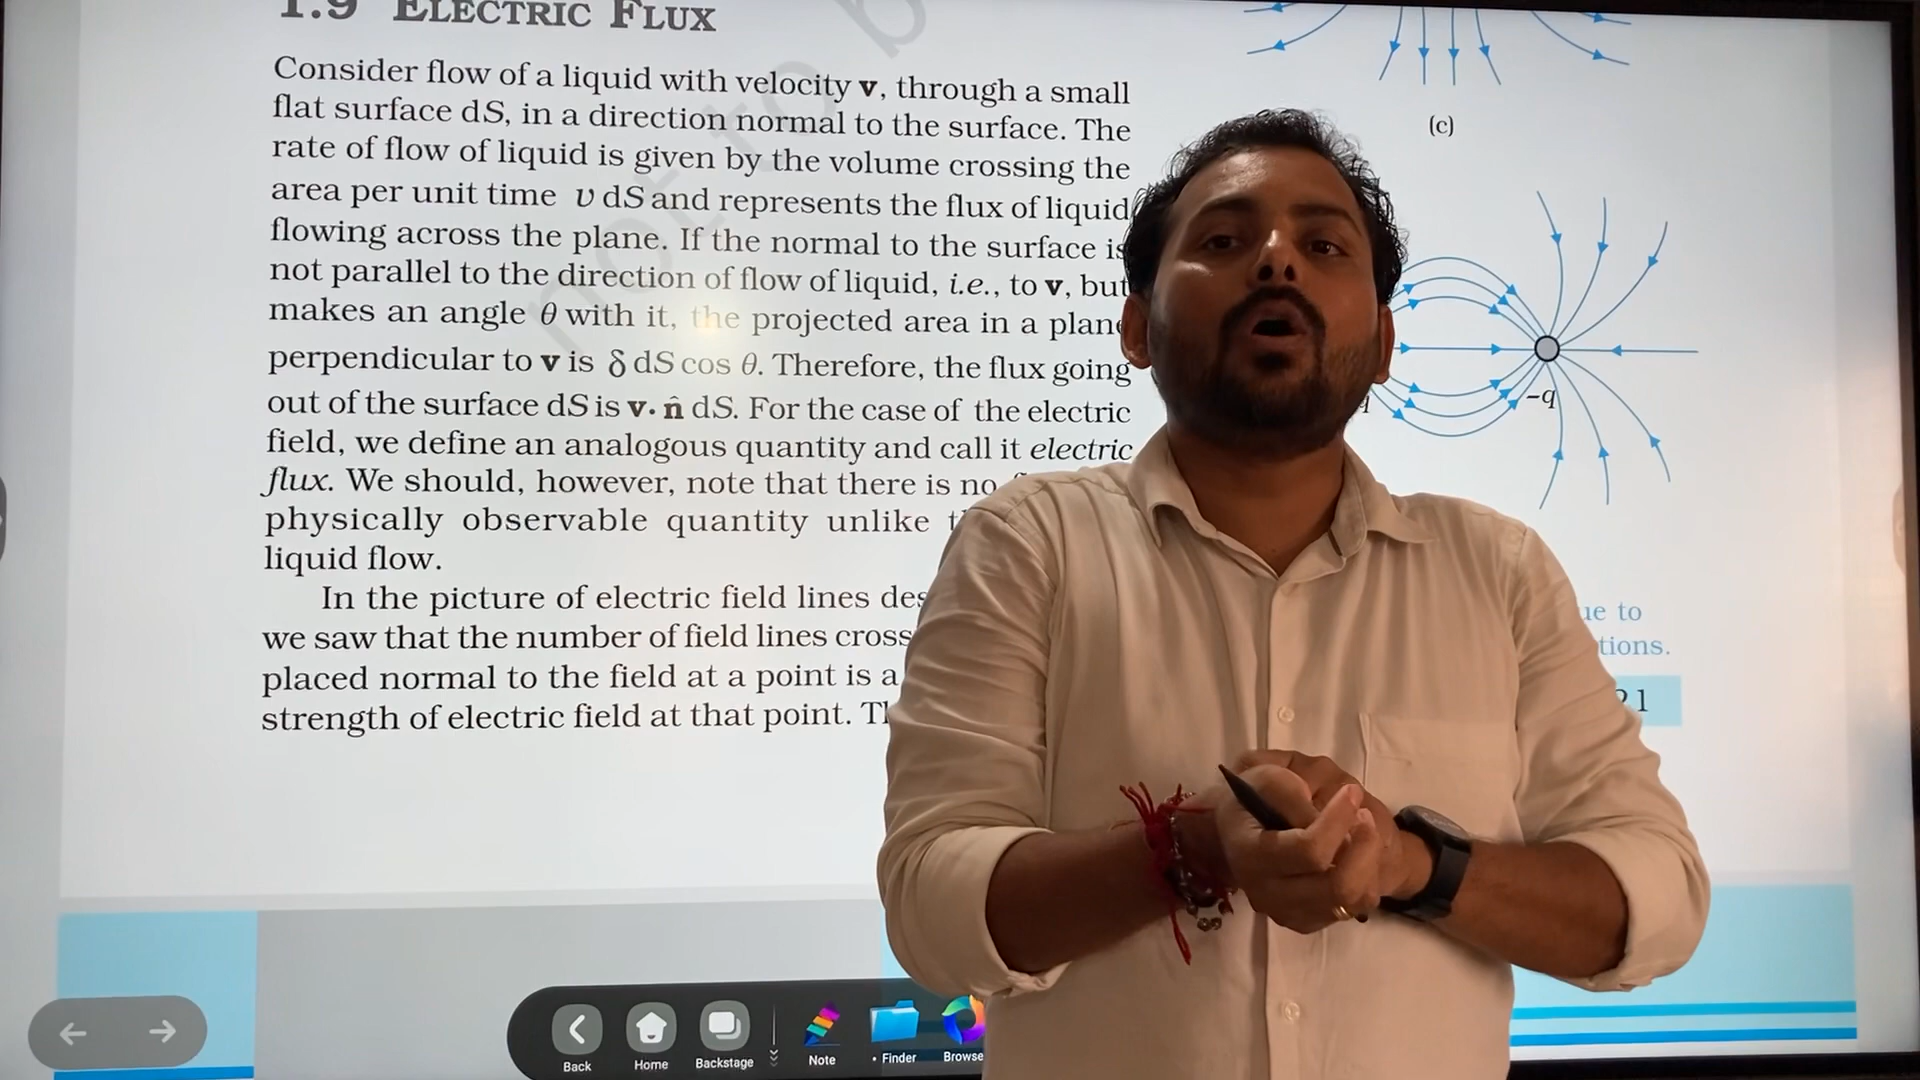 1.9 ELECTRIC FLUX
Consider flow of a liquid with velocity v, through a small
flat surface dS, in a direction normal to the surface. The
rate of flow of liquid is given by the volume crossing the
area per unit time υ dS and represents the flux of liquid
flowing across the plane. If the normal to the surface is
not parallel to the direction of flow of liquid, i.e., to v, but
makes an angle θ with it, the projected area in a plane
perpendicular to v is δ dS cos θ. Therefore, the flux going
out of the surface dS is v. n̂ dS. For the case of the electric
field, we define an analogous quantity and call it electric
flux. We should, however, note that there is no
physically observable quantity unlike
liquid flow.
In the picture of electric field lines
we saw that the number of field lines
placed normal to the field at a point is a
strength of electric field at that point.
not to b
(c)
–q
to
21
Back
Home
Backstage
Note
• Finder
Browse